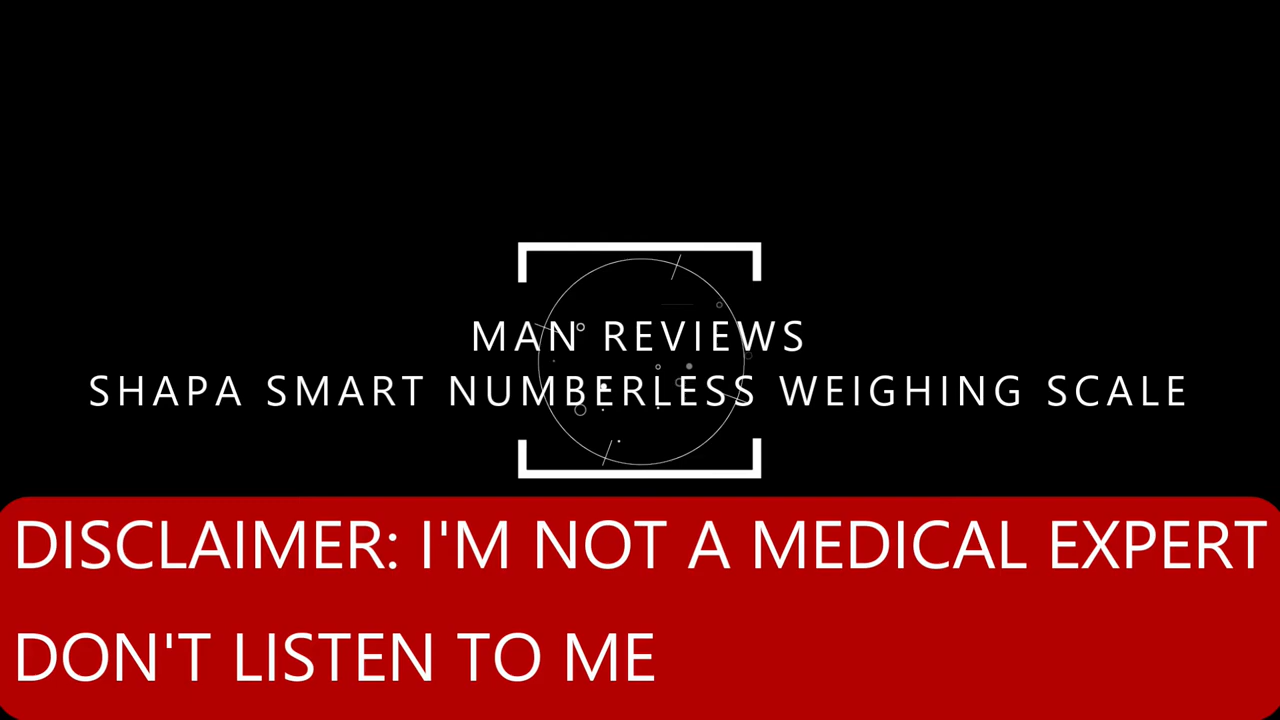 MAN REVIEWS
SHAPA SMART NUMBERLESS WEIGHING SCALE
DISCLAIMER: I'M NOT A MEDICAL EXPERT
DON'T LISTEN TO ME